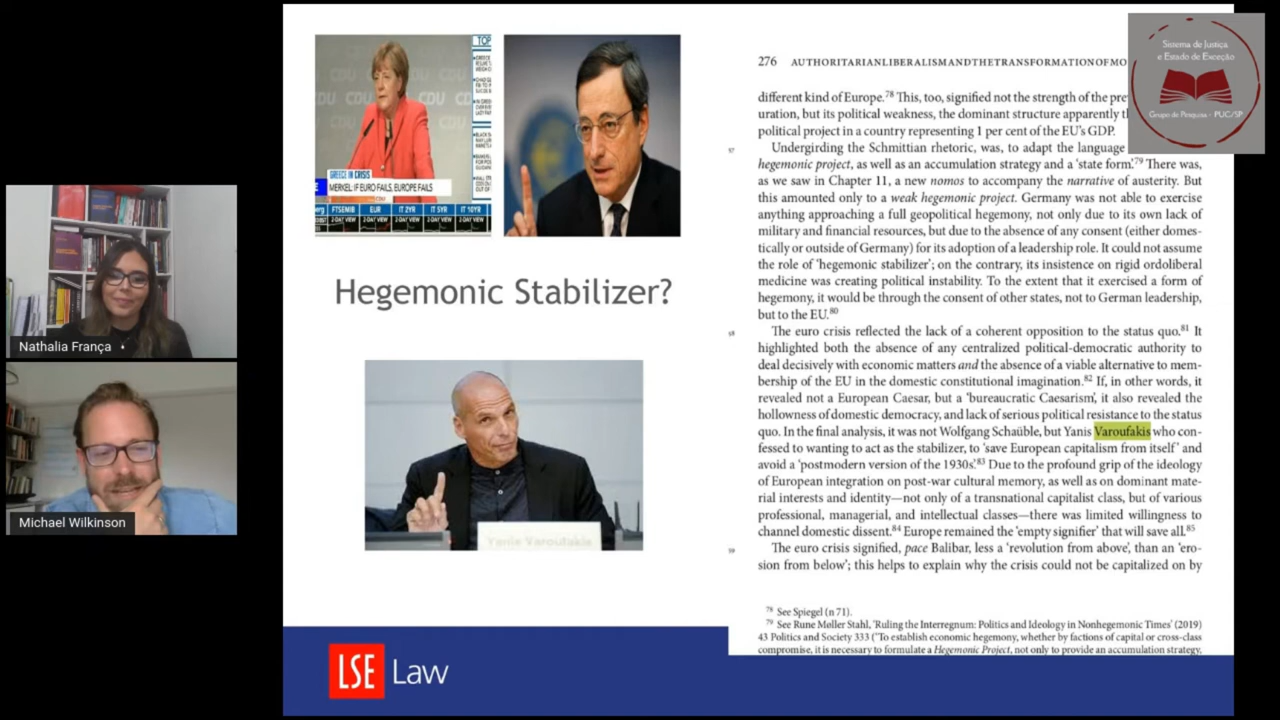 TOP
GREECE IN CRISIS
MERKEL: IF EURO FAILS, EUROPE FAILS
FTSEMIB EUR IT 2YR IT 5YR IT 10YR
Hegemonic Stabilizer?
Yanis Varoufakis
LSE Law
Nathalia França
Michael Wilkinson
Sistema de Justiça
e Estado de Exceção
Grupo de Pesquisa - PUC/SP
276 AUTHORITARIAN LIBERALISM AND THE TRANSFORMATION OF MO
different kind of Europe.78 This, too, signified not the strength of the pre
uration, but its political weakness, the dominant structure apparently th
political project in a country representing 1 per cent of the EU's GDP.
57
Undergirding the Schmittian rhetoric, was, to adapt the language
hegemonic project, as well as an accumulation strategy and a 'state form'.79 There was,
as we saw in Chapter 11, a new nomos to accompany the narrative of austerity. But
this amounted only to a weak hegemonic project. Germany was not able to exercise
anything approaching a full geopolitical hegemony, not only due to its own lack of
military and financial resources, but due to the absence of any consent (either domes-
tically or outside of Germany) for its adoption of a leadership role. It could not assume
the role of 'hegemonic stabilizer'; on the contrary, its insistence on rigid ordoliberal
medicine was creating political instability. To the extent that it exercised a form of
hegemony, it would be through the consent of other states, not to German leadership,
but to the EU.80
58
The euro crisis reflected the lack of a coherent opposition to the status quo.81 It
highlighted both the absence of any centralized political-democratic authority to
deal decisively with economic matters and the absence of a viable alternative to mem-
bership of the EU in the domestic constitutional imagination.82 If, in other words, it
revealed not a European Caesar, but a 'bureaucratic Caesarism', it also revealed the
hollowness of domestic democracy, and lack of serious political resistance to the status
quo. In the final analysis, it was not Wolfgang Schaüble, but Yanis Varoufakis who con-
fessed to wanting to act as the stabilizer, to 'save European capitalism from itself' and
avoid a 'postmodern version of the 1930s'.83 Due to the profound grip of the ideology
of European integration on post-war cultural memory, as well as on dominant mate-
rial interests and identity—not only of a transnational capitalist class, but of various
professional, managerial, and intellectual classes—there was limited willingness to
channel domestic dissent.84 Europe remained the 'empty signifier' that will save all.85
59
The euro crisis signified, pace Balibar, less a 'revolution from above', than an 'ero-
sion from below'; this helps to explain why the crisis could not be capitalized on by
78 See Spiegel (n 71).
79 See Rune Møller Stahl, 'Ruling the Interregnum: Politics and Ideology in Nonhegemonic Times' (2019)
43 Politics and Society 333 ('To establish economic hegemony, whether by factions of capital or cross-class
compromise, it is necessary to formulate a Hegemonic Project, not only to provide an accumulation strategy,